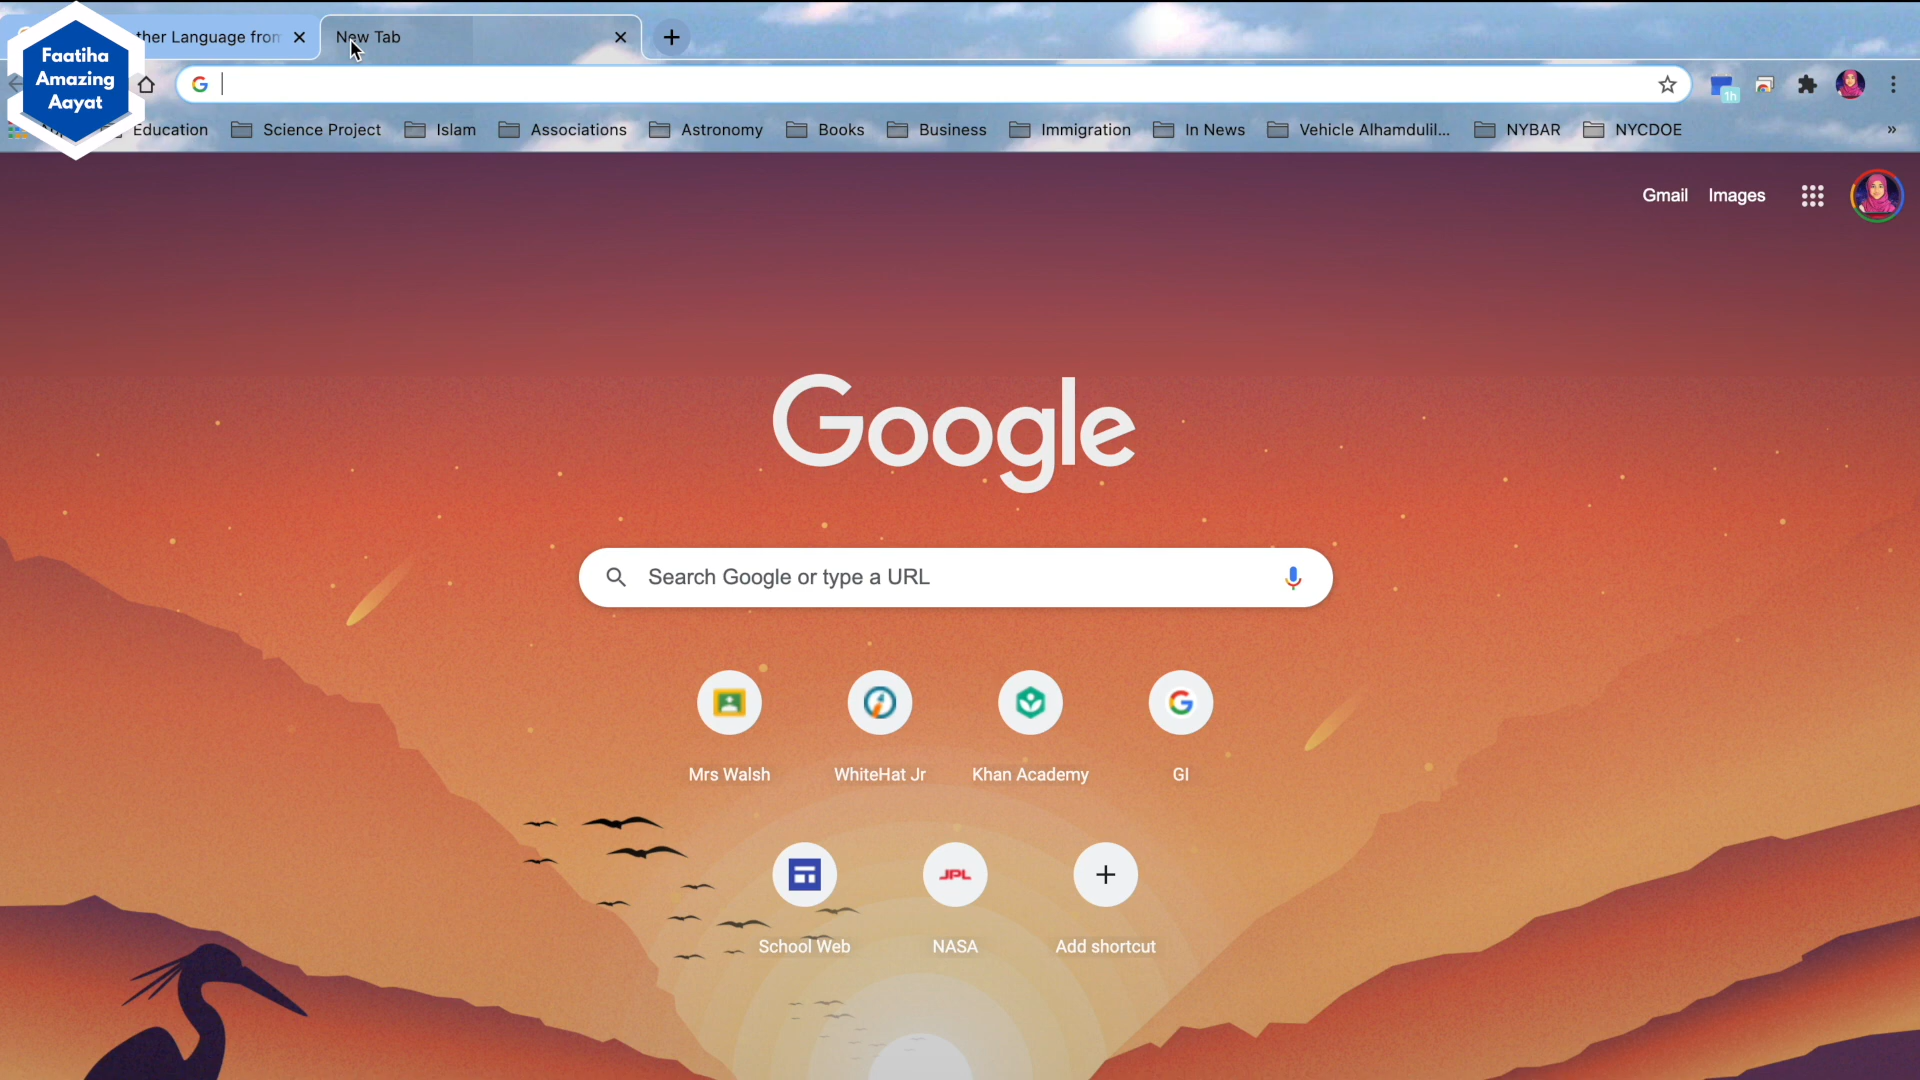 Faatiha
Amazing
Aayat
ther Language from
New Tab
1h
Education
Science Project
Islam
Associations
Astronomy
Books
Business
Immigration
In News
Vehicle Alhamdulil...
NYBAR
NYCDOE
»
Gmail
Images
Google
Search Google or type a URL
Mrs Walsh
WhiteHat Jr
Khan Academy
GI
JPL
School Web
NASA
Add shortcut